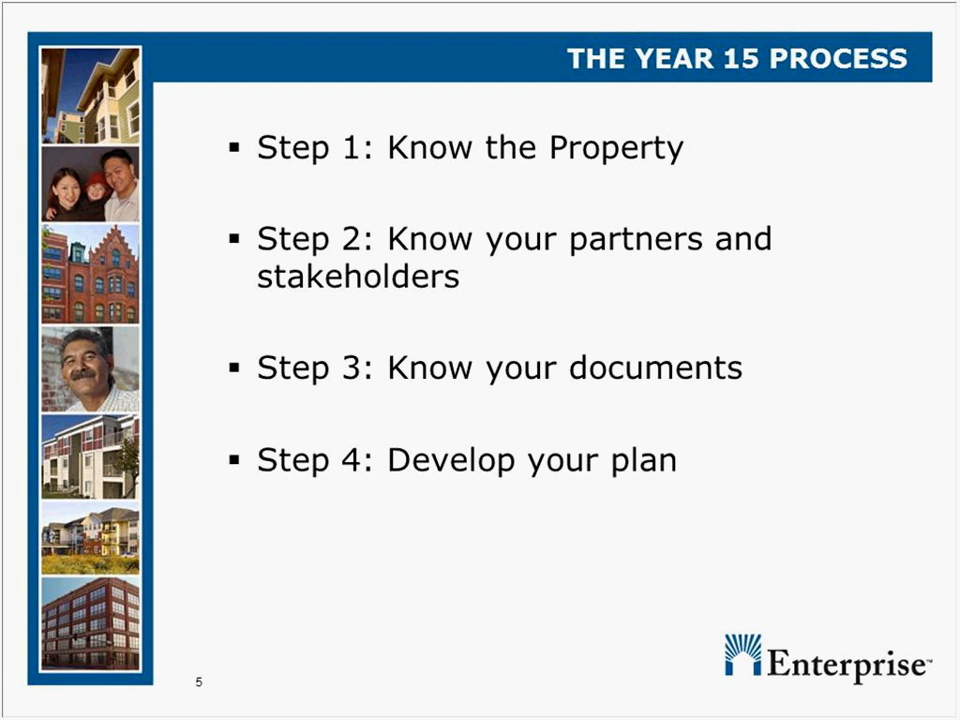 THE YEAR 15 PROCESS
▪ Step 1: Know the Property
▪ Step 2: Know your partners and
stakeholders
▪ Step 3: Know your documents
▪ Step 4: Develop your plan
5
Enterprise™